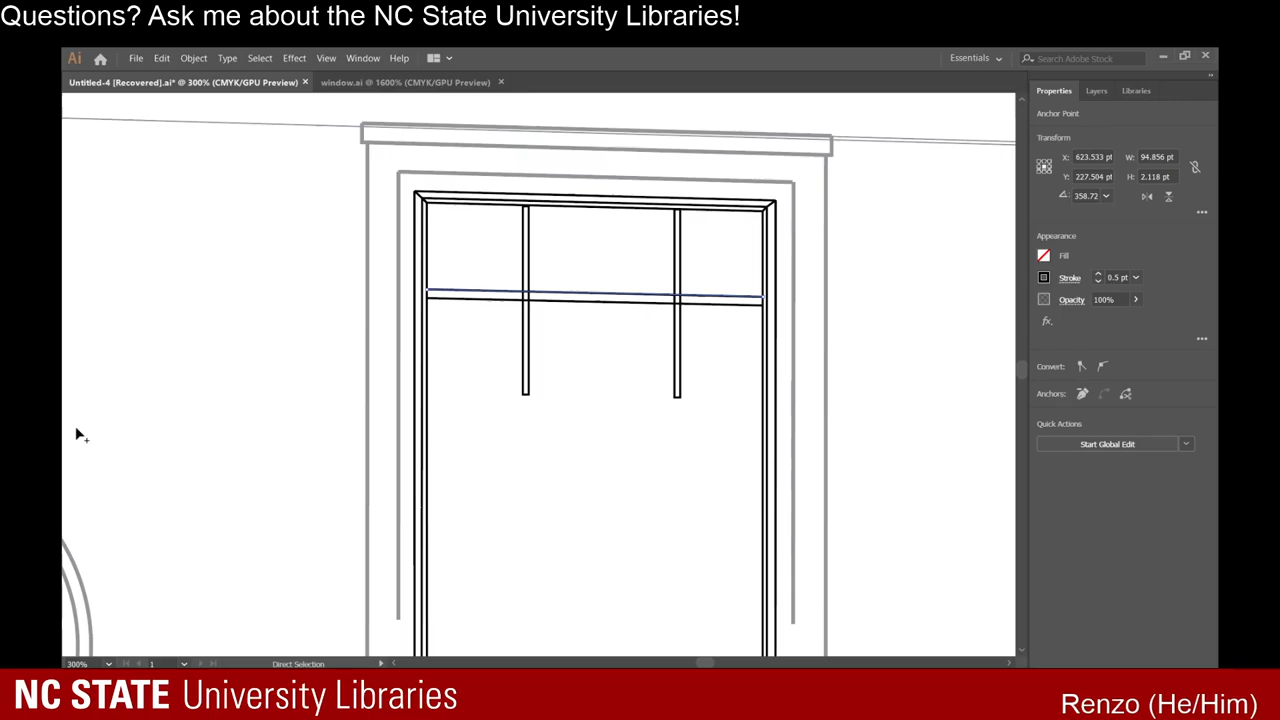 Questions? Ask me about the NC State University Libraries!
Ai File Edit Object Type Select Effect View Window Help Essentials Search Adobe Stock
Untitled-4 [Recovered].ai* @ 300% (CMYK/GPU Preview) × window.ai @ 1600% (CMYK/GPU Preview) ×
Properties Layers Libraries
Anchor Point
Transform
X: 623.533 pt W: 94.856 pt
Y: 227.504 pt H: 2.118 pt
358.72
Appearance
Fill
Stroke 0.5 pt
Opacity 100%
fx.
Convert:
Anchors:
Quick Actions
Start Global Edit
300% 1 Direct Selection
NC STATE University Libraries
Renzo (He/Him)